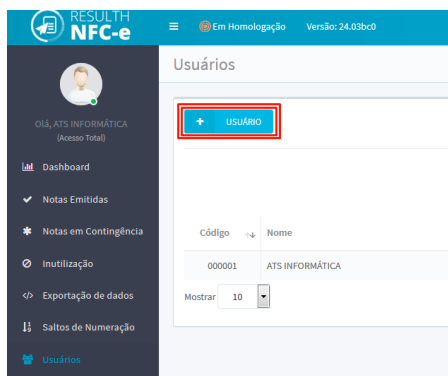 RESULTH
NFC-e
Em Homologação
Versão: 24.03bc0
Usuários
Olá, ATS INFORMÁTICA
(Acesso Total)
Dashboard
Notas Emitidas
Notas em Contingência
Inutilização
Exportação de dados
Saltos de Numeração
Usuários
+ USUÁRIO
Código
Nome
000001
ATS INFORMÁTICA
Mostrar
10